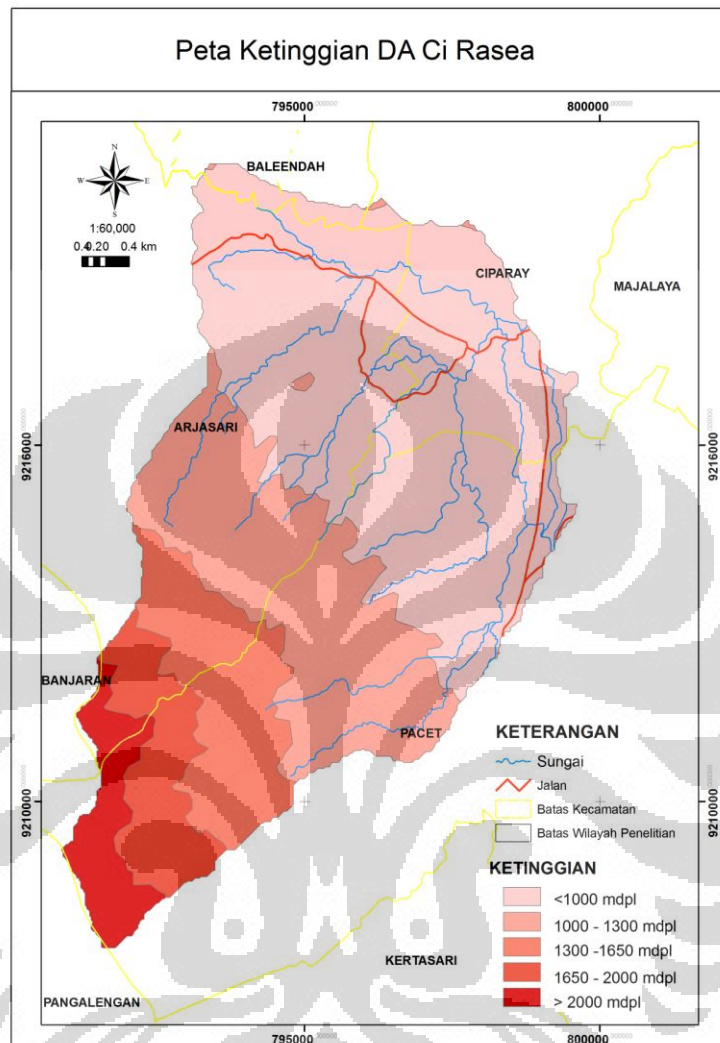 Peta Ketinggian DA Ci Rasea
795000
800000
N
W E
S
1:60,000
0.4 0.2 0 0.4 km
BALEENDAH
CIPARAY
MAJALAYA
ARJASARI
9216000
9216000
BANJARAN
PACET
9210000
9210000
KETERANGAN
Sungai
Jalan
Batas Kecamatan
Batas Wilayah Penelitian
KETINGGIAN
<1000 mdpl
1000 - 1300 mdpl
1300 -1650 mdpl
1650 - 2000 mdpl
> 2000 mdpl
KERTASARI
PANGALENGAN
795000
800000